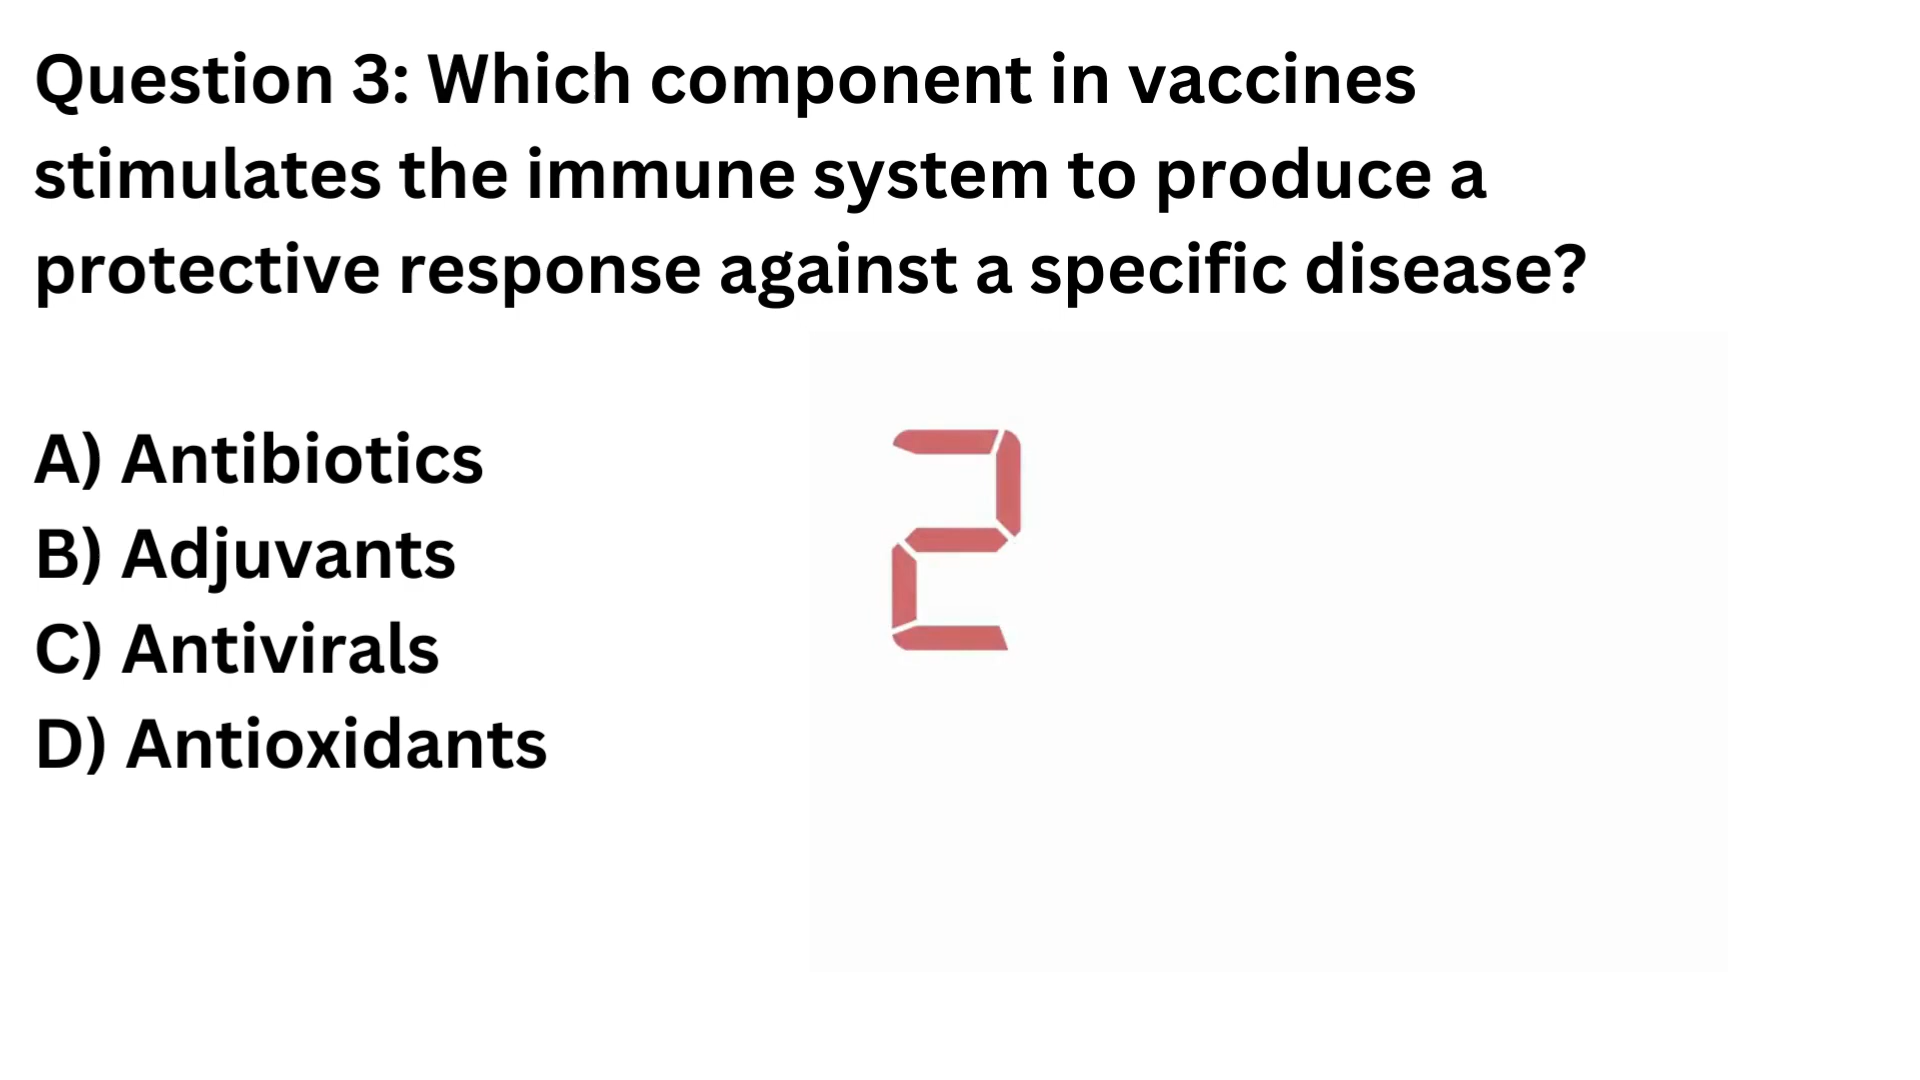 Question 3: Which component in vaccines
stimulates the immune system to produce a
protective response against a specific disease?
A) Antibiotics
B) Adjuvants
C) Antivirals
D) Antioxidants
2